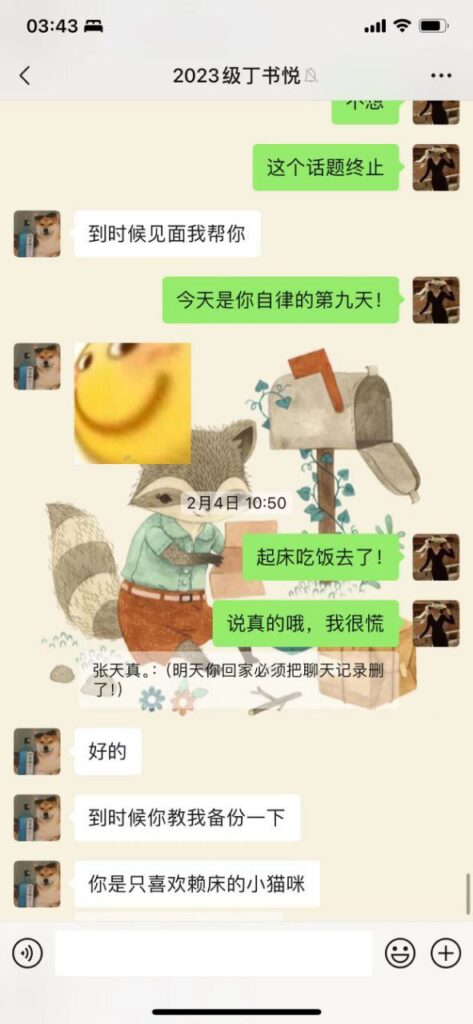 03:43
2023级丁书悦
不想
这个话题终止
到时候见面我帮你
今天是你自律的第九天!
2月4日 10:50
起床吃饭去了!
说真的哦，我很慌
张天真。:（明天你回家必须把聊天记录删
了!）
好的
到时候你教我备份一下
你是只喜欢赖床的小猫咪